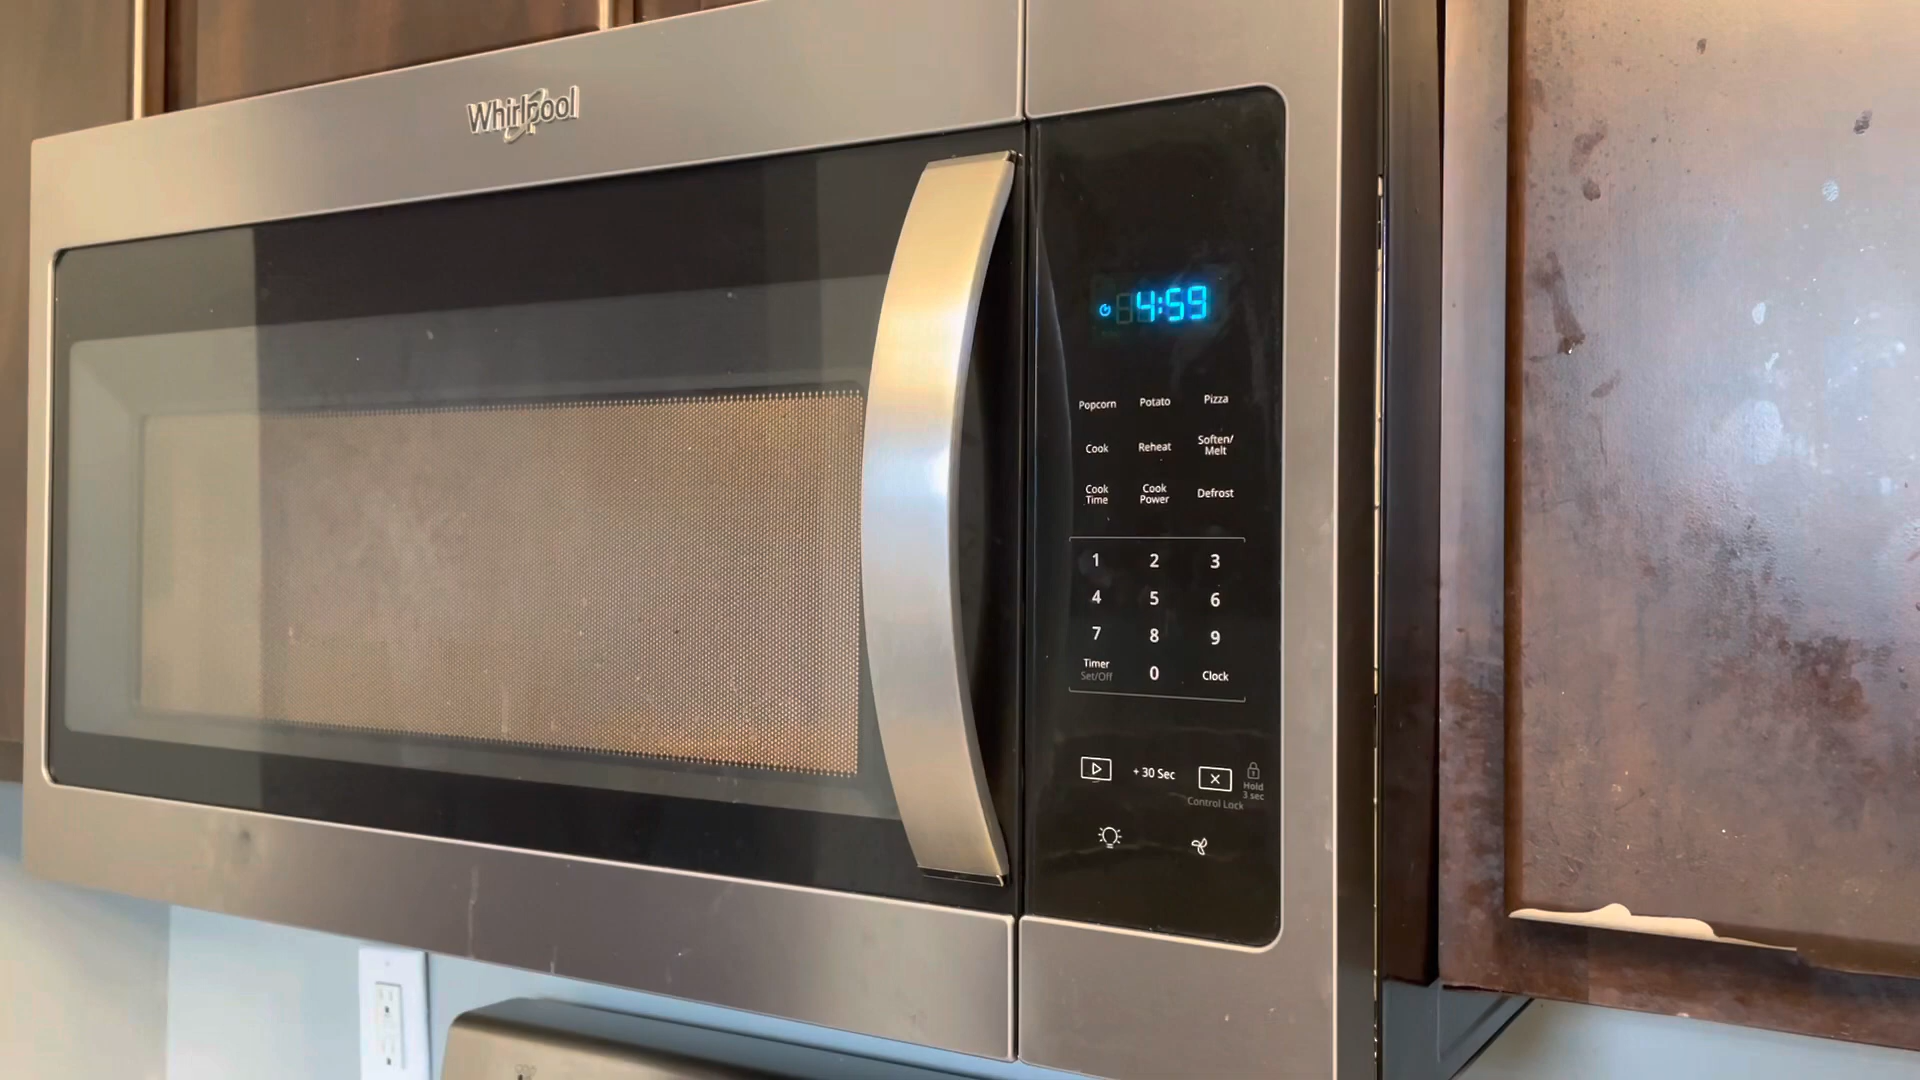 Whirlpool
4:59
Popcorn Potato Pizza
Cook Reheat Soften/
Melt
Cook Cook Defrost
Time Power
1 2 3
4 5 6
7 8 9
Timer 0 Clock
Set/Off
+30 Sec
Hold
3 sec
Control Lock